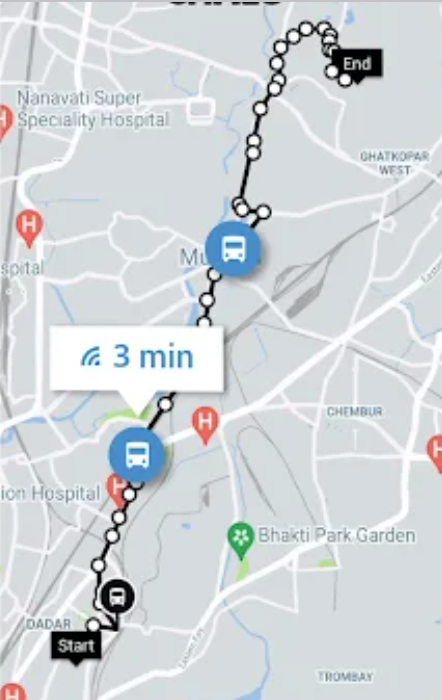 Nanavati Super
Speciality Hospital
End
GHATKOPAR
WEST
H
spital
Mu
3 min
H
CHEMBUR
H
H
ion Hospital
Bhakti Park Garden
DADAR
Start
TROMBAY
H